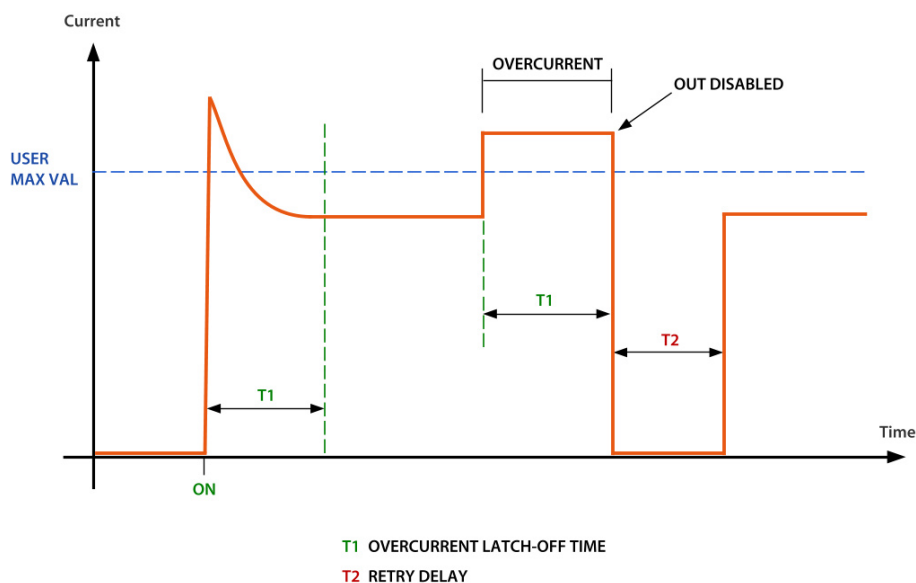 Current
OVERCURRENT
OUT DISABLED
USER
MAX VAL
T1
T2
T1
Time
ON
T1 OVERCURRENT LATCH-OFF TIME
T2 RETRY DELAY